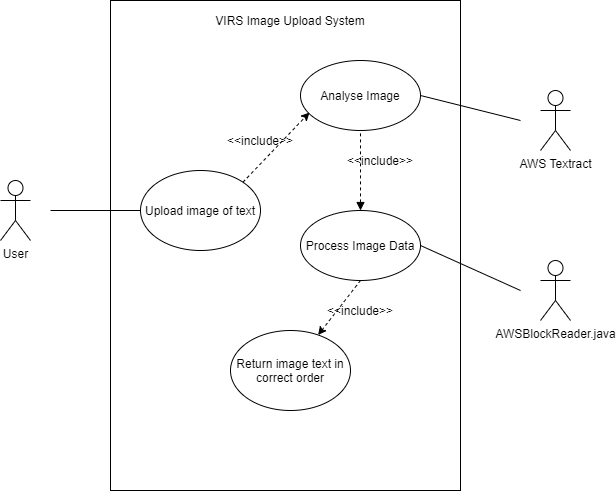 VIRS Image Upload System
Analyse Image
<<include>>
AWS Textract
<<include>>
Upload image of text
User
Process Image Data
<<include>>
AWSBlockReader.java
Return image text in
correct order